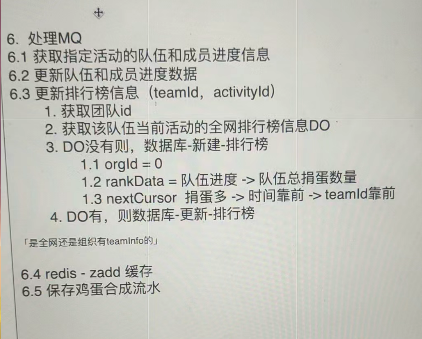 6. 处理MQ
6.1 获取指定活动的队伍和成员进度信息
6.2 更新队伍和成员进度数据
6.3 更新排行榜信息（teamId，activityId）
1. 获取团队id
2. 获取该队伍当前活动的全网排行榜信息DO
3. DO没有则，数据库-新建-排行榜
1.1 orgId = 0
1.2 rankData = 队伍进度 -> 队伍总捐蛋数量
1.3 nextCursor 捐蛋多 -> 时间靠前 -> teamId靠前
4. DO有，则数据库-更新-排行榜
「是全网还是组织有teamInfo的」
6.4 redis - zadd 缓存
6.5 保存鸡蛋合成流水